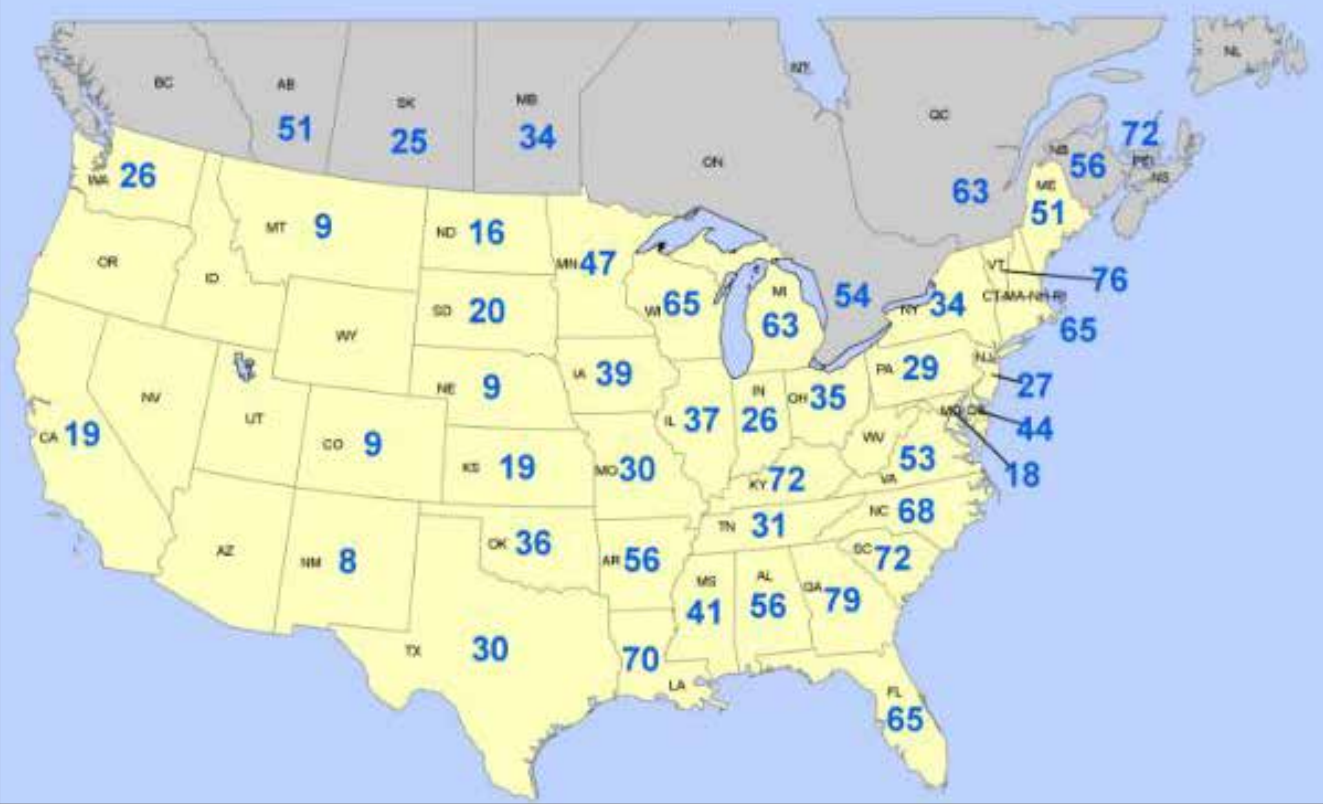 NL
NT
BC
AB
51
SK
25
MB
34
ON
QC
63
NB
56
72
PEI
NS
ME
51
WA 26
MT 9
ND 16
MN 47
OR
ID
WY
SD 20
WI 65
MI
63
54
NY 34
VT
76
CT-MA-NH-RI
65
NV
UT
CO 9
NE 9
IA 39
IL 37
IN
26
OH 35
PA 29
NJ
27
MD DE
44
18
CA 19
KS 19
MO 30
KY 72
WV
VA
53
AZ
NM 8
OK 36
AR 56
TN 31
NC 68
SC 72
MS
41
AL
56
GA 79
TX 30
70
LA
FL
65